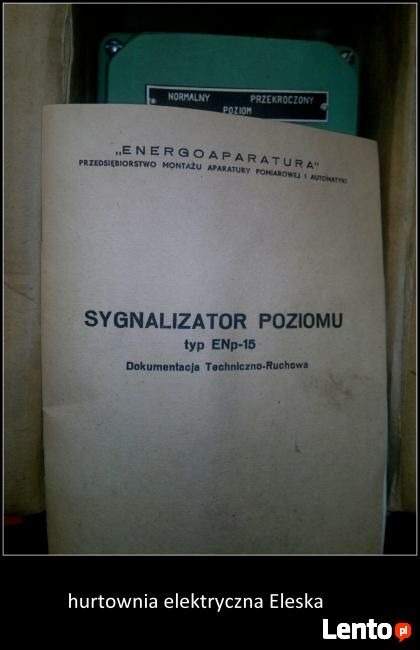 NORMALNY PRZEKROCZONY
POZIOM
„ENERGOAPARATURA"
PRZEDSIĘBIORSTWO MONTAŻU APARATURY POMIAROWEJ I AUTOMATYKI
SYGNALIZATOR POZIOMU
typ ENp-15
Dokumentacja Techniczno-Ruchowa
hurtownia elektryczna Eleska
Lento.pl